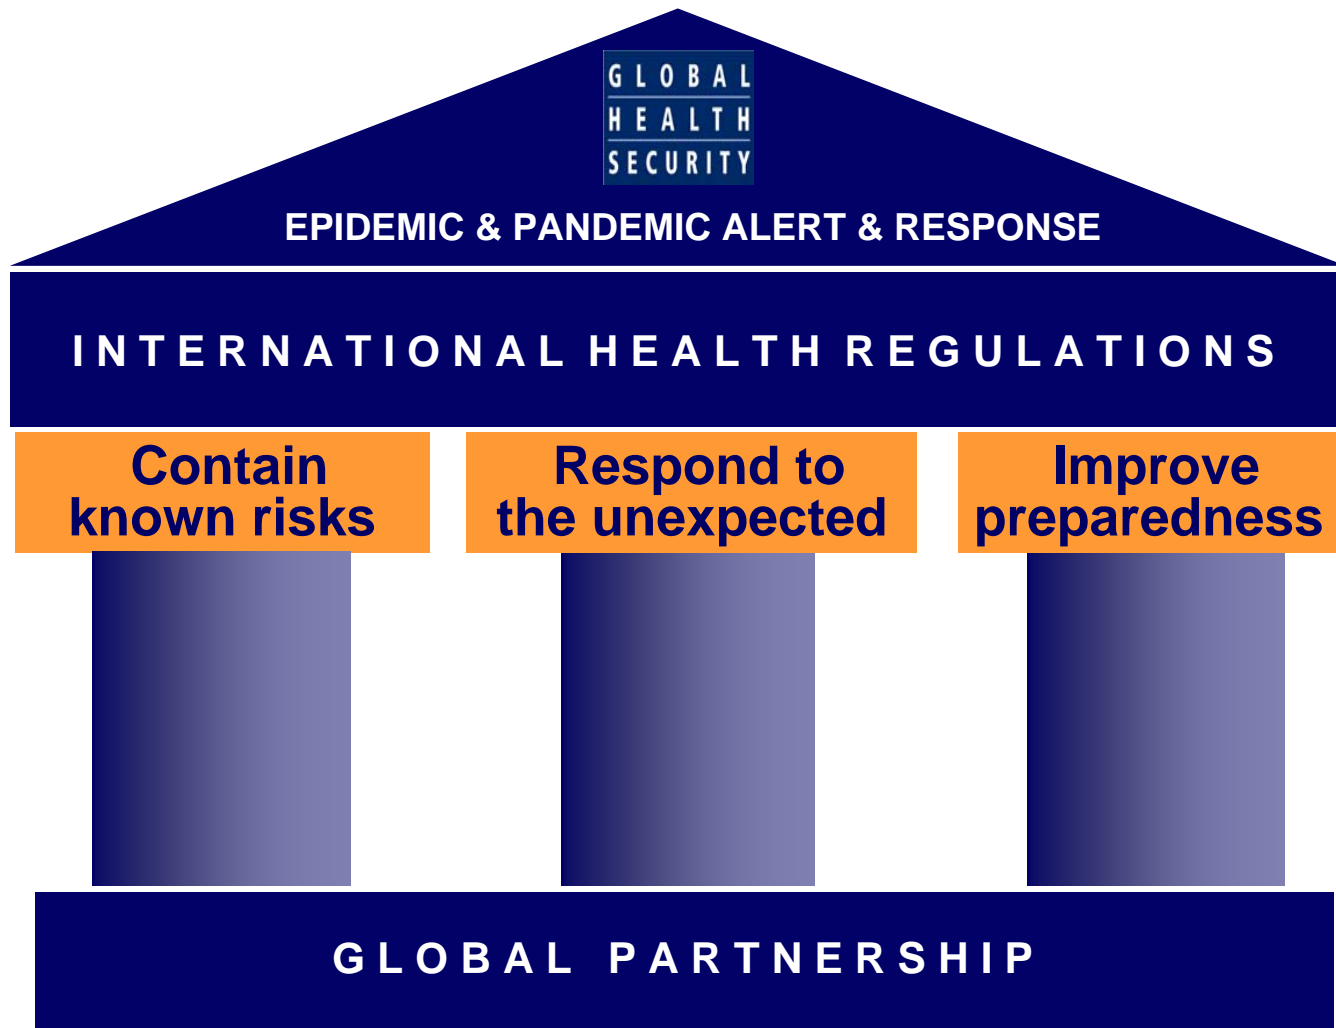 GLOBAL
HEALTH
SECURITY
EPIDEMIC & PANDEMIC ALERT & RESPONSE
INTERNATIONAL HEALTH REGULATIONS
Contain
known risks
Respond to
the unexpected
Improve
preparedness
GLOBAL PARTNERSHIP